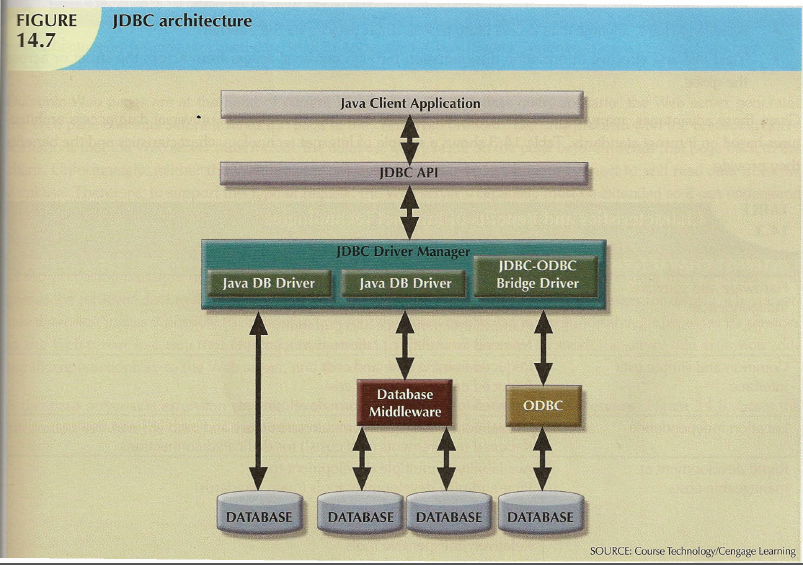 FIGURE
14.7
JDBC architecture
Java Client Application
JDBC API
JDBC Driver Manager
Java DB Driver
Java DB Driver
JDBC-ODBC
Bridge Driver
Database
Middleware
ODBC
DATABASE
DATABASE
DATABASE
DATABASE
SOURCE: Course Technology/Cengage Learning